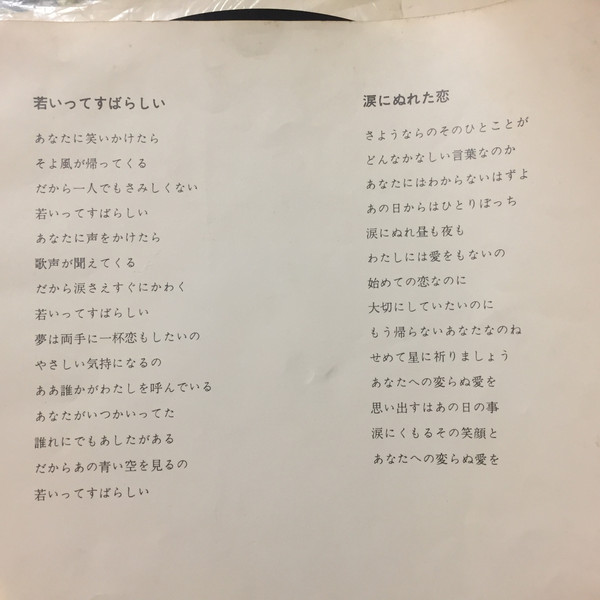 若いってすばらしい
あなたに笑いかけたら
そよ風が帰ってくる
だから一人でもさみしくない
若いってすばらしい
あなたに声をかけたら
歌声が聞えてくる
だから涙さえすぐにかわく
若いってすばらしい
夢は両手に一杯恋もしたいの
やさしい気持になるの
ああ誰かがわたしを呼んでいる
あなたがいつかいってた
誰れにでもあしたがある
だからあの青い空を見るの
若いってすばらしい
涙にぬれた恋
さようならのそのひとことが
どんなかなしい言葉なのか
あなたにはわからないはずよ
あの日からはひとりぼっち
涙にぬれ昼も夜も
わたしには愛をもないの
始めての恋なのに
大切にしていたいのに
もう帰らないあなたなのね
せめて星に祈りましょう
あなたへの変らぬ愛を
思い出すはあの日の事
涙にくもるその笑顔と
あなたへの変らぬ愛を